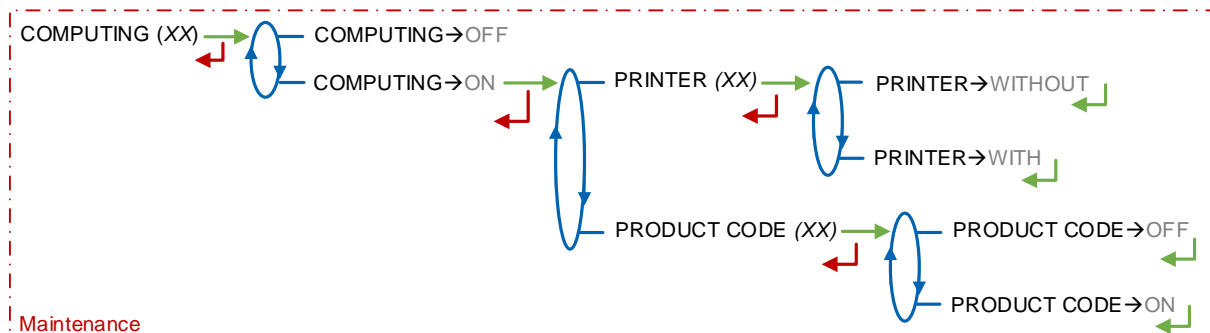 COMPUTING (XX)
COMPUTING→OFF
COMPUTING→ON
PRINTER (XX)
PRINTER→WITHOUT
PRINTER→WITH
PRODUCT CODE (XX)
PRODUCT CODE→OFF
PRODUCT CODE→ON
Maintenance